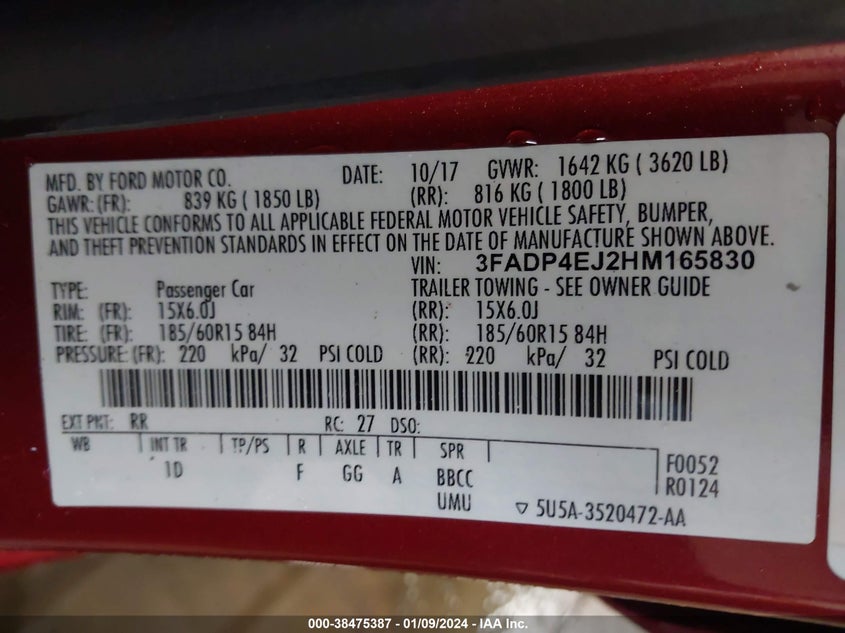 MFD. BY FORD MOTOR CO. DATE: 10/17 GVWR: 1642 KG ( 3620 LB)
GAWR: (FR): 839 KG ( 1850 LB) (RR): 816 KG ( 1800 LB)
THIS VEHICLE CONFORMS TO ALL APPLICABLE FEDERAL MOTOR VEHICLE SAFETY, BUMPER,
AND THEFT PREVENTION STANDARDS IN EFFECT ON THE DATE OF MANUFACTURE SHOWN ABOVE.
VIN: 3FADP4EJ2HM165830
TYPE: Passenger Car TRAILER TOWING - SEE OWNER GUIDE
RIM: (FR): 15X6.0J (RR): 15X6.0J
TIRE: (FR): 185/60R15 84H (RR): 185/60R15 84H
PRESSURE: (FR): 220 kPa/ 32 PSI COLD (RR): 220 kPa/ 32 PSI COLD
EXT PNT: RR RC: 27 DSO:
WB INT TR TP/PS R AXLE TR SPR
1D F GG A BBCC
UMU
F0052
R0124
▽ 5U5A-3520472-AA
000-38475387 - 01/09/2024 - IAA Inc.